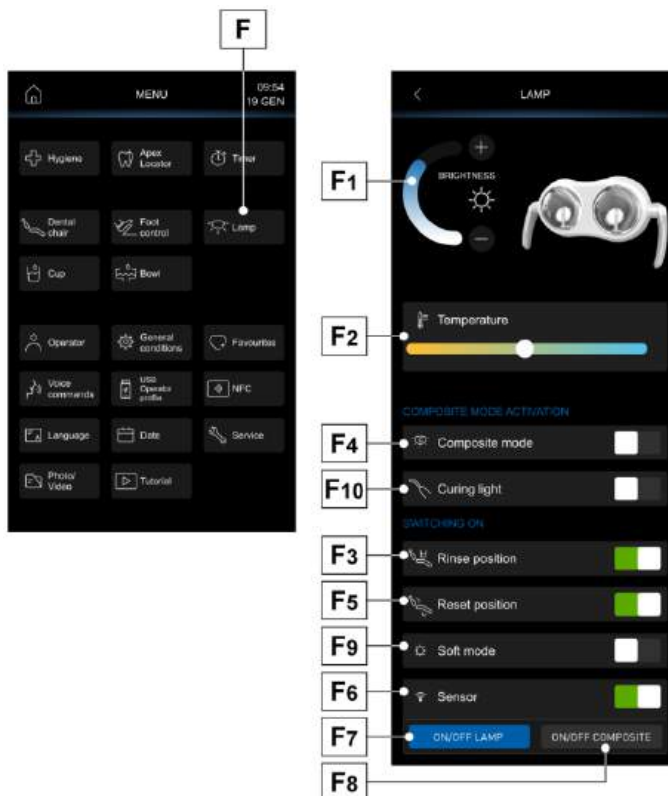 F
MENU
09:54
19 GEN
Hygiene
Apex
Locator
Timer
Dental
chair
Foot
control
Lamp
Cup
Bowl
Operator
General
conditions
Favourites
Voice
commands
USB
Operator
profile
NFC
Language
Date
Service
Photo/
Video
Tutorial
LAMP
F1
BRIGHTNESS
F2
Temperature
COMPOSITE MODE ACTIVATION
F4
Composite mode
F10
Curing light
SWITCHING ON
F3
Rinse position
F5
Reset position
F9
Soft mode
F6
Sensor
F7
ON/OFF LAMP
ON/OFF COMPOSITE
F8